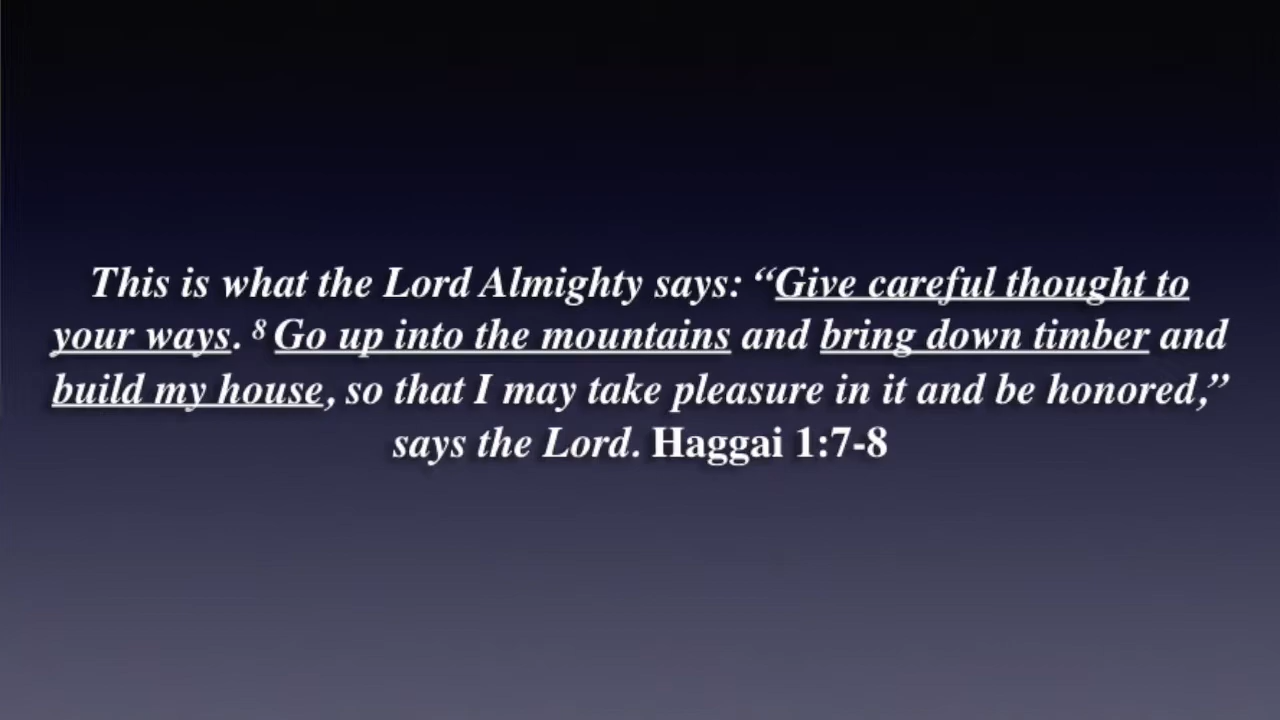 This is what the Lord Almighty says: “Give careful thought to
your ways. ⁸ Go up into the mountains and bring down timber and
build my house, so that I may take pleasure in it and be honored,”
says the Lord. Haggai 1:7-8